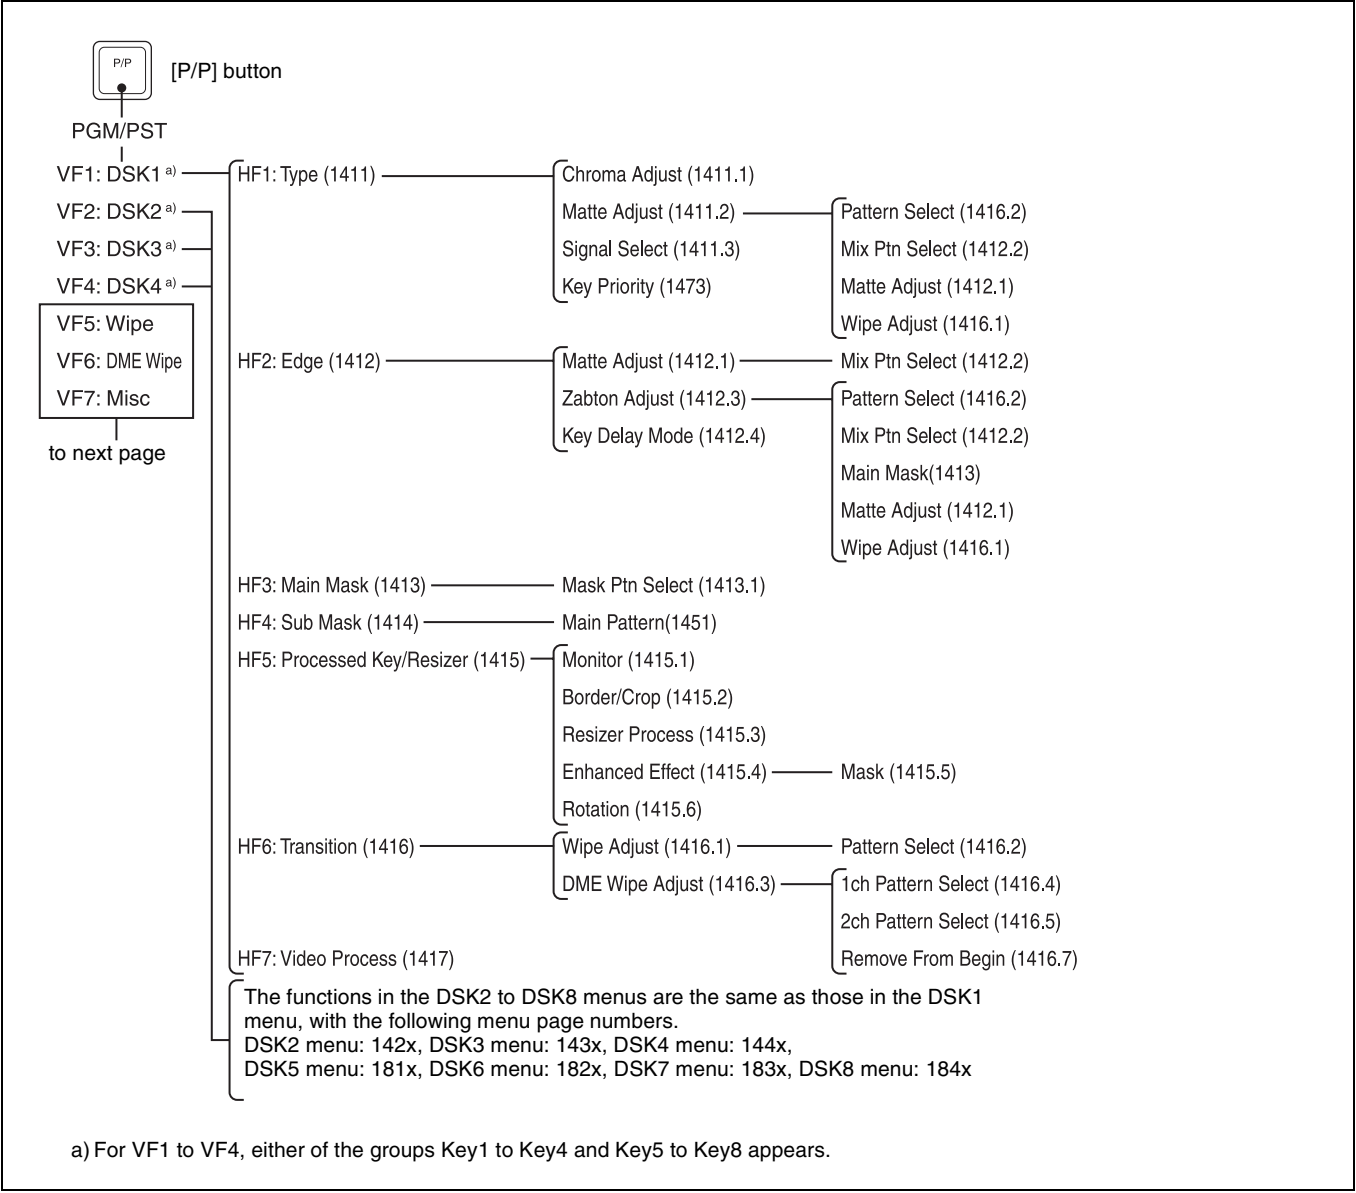 P/P
[P/P] button
PGM/PST
VF1: DSK1 a)
HF1: Type (1411)
Chroma Adjust (1411.1)
VF2: DSK2 a)
Matte Adjust (1411.2)
Pattern Select (1416.2)
VF3: DSK3 a)
Signal Select (1411.3)
Mix Ptn Select (1412.2)
VF4: DSK4 a)
Key Priority (1473)
Matte Adjust (1412.1)
VF5: Wipe
Wipe Adjust (1416.1)
VF6: DME Wipe
HF2: Edge (1412)
Matte Adjust (1412.1)
Mix Ptn Select (1412.2)
VF7: Misc
Zabton Adjust (1412.3)
Pattern Select (1416.2)
Key Delay Mode (1412.4)
Mix Ptn Select (1412.2)
to next page
Main Mask(1413)
Matte Adjust (1412.1)
Wipe Adjust (1416.1)
HF3: Main Mask (1413)
Mask Ptn Select (1413.1)
HF4: Sub Mask (1414)
Main Pattern(1451)
HF5: Processed Key/Resizer (1415)
Monitor (1415.1)
Border/Crop (1415.2)
Resizer Process (1415.3)
Enhanced Effect (1415.4)
Mask (1415.5)
Rotation (1415.6)
HF6: Transition (1416)
Wipe Adjust (1416.1)
Pattern Select (1416.2)
DME Wipe Adjust (1416.3)
1ch Pattern Select (1416.4)
2ch Pattern Select (1416.5)
HF7: Video Process (1417)
Remove From Begin (1416.7)
The functions in the DSK2 to DSK8 menus are the same as those in the DSK1
menu, with the following menu page numbers.
DSK2 menu: 142x, DSK3 menu: 143x, DSK4 menu: 144x,
DSK5 menu: 181x, DSK6 menu: 182x, DSK7 menu: 183x, DSK8 menu: 184x
a) For VF1 to VF4, either of the groups Key1 to Key4 and Key5 to Key8 appears.